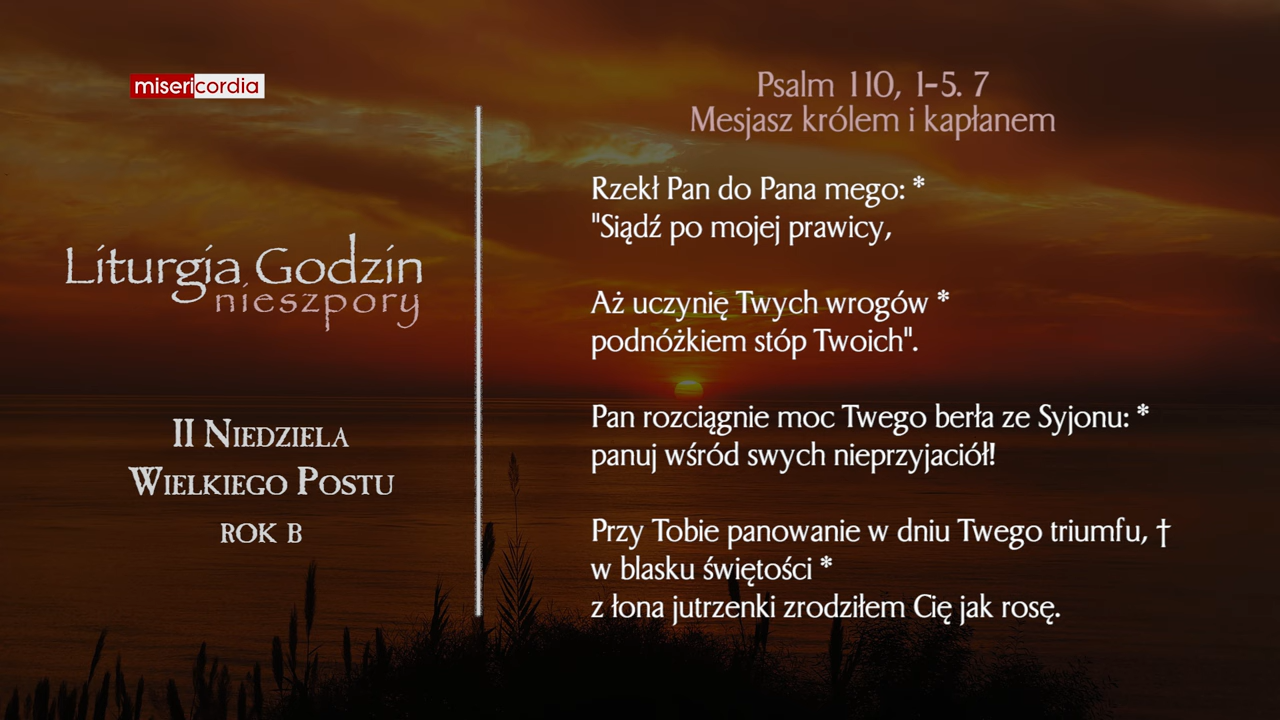 misericordia
Liturgia Godzin
nieszpory
II Niedziela
Wielkiego Postu
rok B
Psalm 110, 1-5. 7
Mesjasz królem i kapłanem
Rzekł Pan do Pana mego: *
"Siądź po mojej prawicy,
Aż uczynię Twych wrogów *
podnóżkiem stóp Twoich".
Pan rozciągnie moc Twego berła ze Syjonu: *
panuj wśród swych nieprzyjaciół!
Przy Tobie panowanie w dniu Twego triumfu, †
w blasku świętości *
z łona jutrzenki zrodziłem Cię jak rosę.